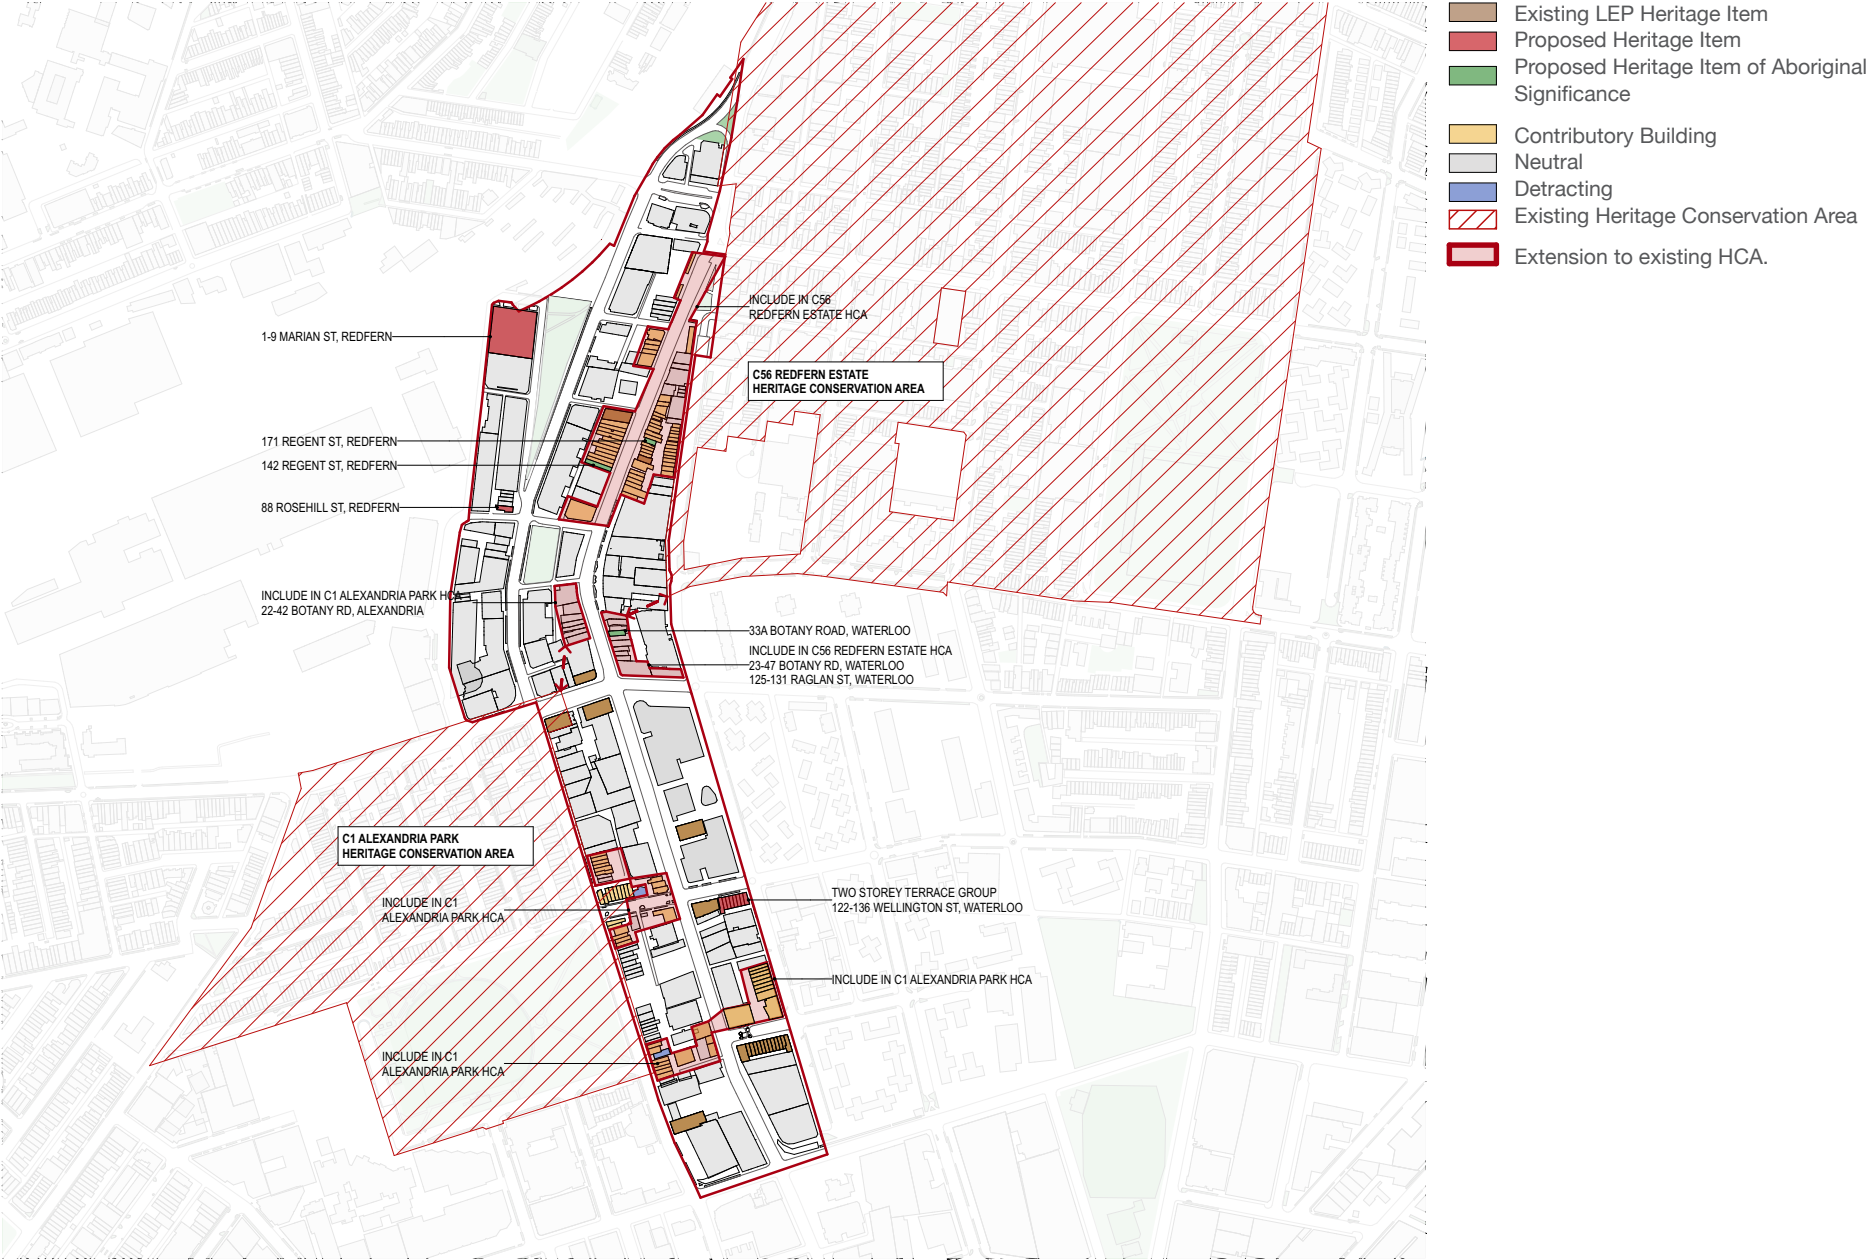 Existing LEP Heritage Item
Proposed Heritage Item
Proposed Heritage Item of Aboriginal
Significance
Contributory Building
Neutral
Detracting
Existing Heritage Conservation Area
Extension to existing HCA.
INCLUDE IN C56
REDFERN ESTATE HCA
1-9 MARIAN ST, REDFERN
C56 REDFERN ESTATE
HERITAGE CONSERVATION AREA
171 REGENT ST, REDFERN
142 REGENT ST, REDFERN
88 ROSEHILL ST, REDFERN
INCLUDE IN C1 ALEXANDRIA PARK HCA
22-42 BOTANY RD, ALEXANDRIA
33A BOTANY ROAD, WATERLOO
INCLUDE IN C56 REDFERN ESTATE HCA
23-47 BOTANY RD, WATERLOO
125-131 RAGLAN ST, WATERLOO
C1 ALEXANDRIA PARK
HERITAGE CONSERVATION AREA
INCLUDE IN C1
ALEXANDRIA PARK HCA
TWO STOREY TERRACE GROUP
122-136 WELLINGTON ST, WATERLOO
INCLUDE IN C1 ALEXANDRIA PARK HCA
INCLUDE IN C1
ALEXANDRIA PARK HCA